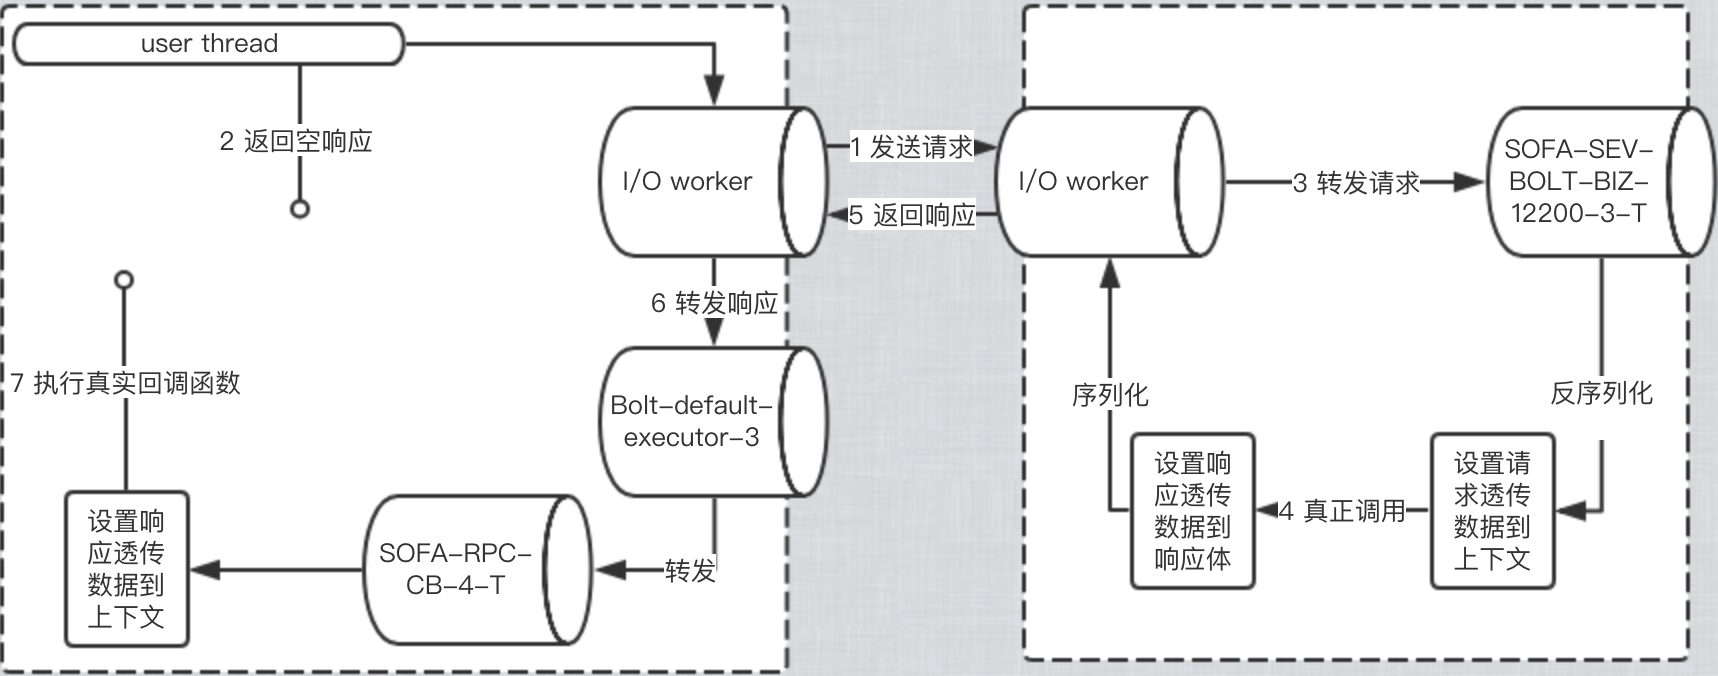 user thread
2 返回空响应
I/O worker
1 发送请求
5 返回响应
I/O worker
3 转发请求
SOFA-SEV-
BOLT-BIZ-
12200-3-T
6 转发响应
7 执行真实回调函数
Bolt-default-
executor-3
序列化
反序列化
设置响
应透传
数据到
上下文
SOFA-RPC-
CB-4-T
转发
设置响
应透传
数据到
响应体
4 真正调用
设置请
求透传
数据到
上下文